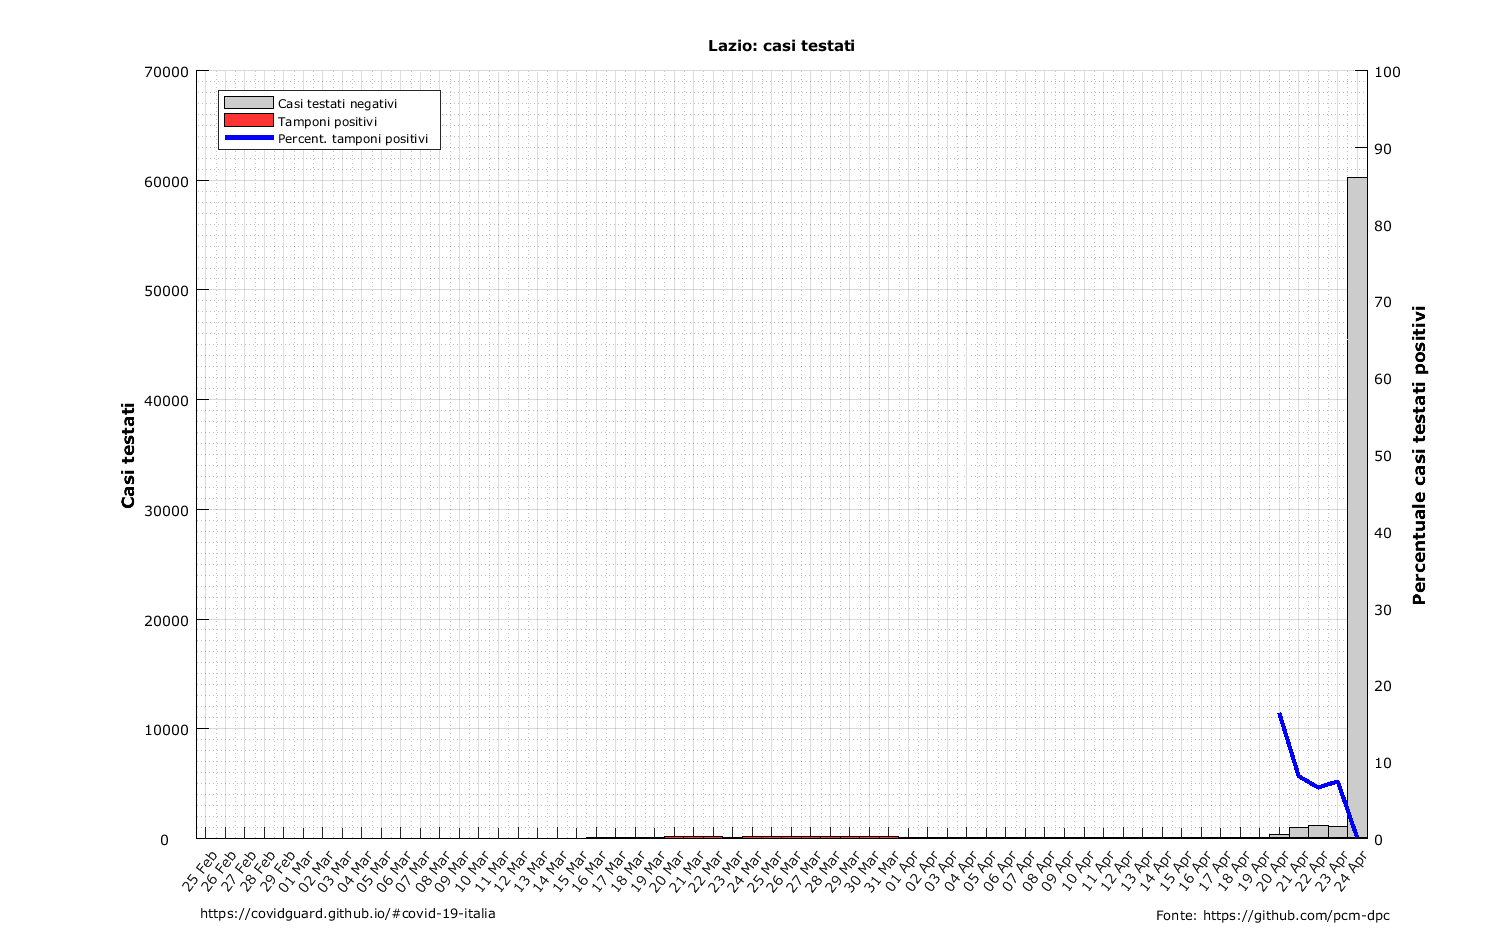 Lazio: casi testati
Casi testati negativi
Tamponi positivi
Percent. tamponi positivi
Casi testati
70000
60000
50000
40000
30000
20000
10000
0
100
90
80
70
60
50
40
30
20
10
0
Percentuale casi testati positivi
25 Feb
26 Feb
27 Feb
28 Feb
29 Feb
01 Mar
02 Mar
03 Mar
04 Mar
05 Mar
06 Mar
07 Mar
08 Mar
09 Mar
10 Mar
11 Mar
12 Mar
13 Mar
14 Mar
15 Mar
16 Mar
17 Mar
18 Mar
19 Mar
20 Mar
21 Mar
22 Mar
23 Mar
24 Mar
25 Mar
26 Mar
27 Mar
28 Mar
29 Mar
30 Mar
31 Mar
01 Apr
02 Apr
03 Apr
04 Apr
05 Apr
06 Apr
07 Apr
08 Apr
09 Apr
10 Apr
11 Apr
12 Apr
13 Apr
14 Apr
15 Apr
16 Apr
17 Apr
18 Apr
19 Apr
20 Apr
21 Apr
22 Apr
23 Apr
24 Apr
https://covidguard.github.io/#covid-19-italia
Fonte: https://github.com/pcm-dpc